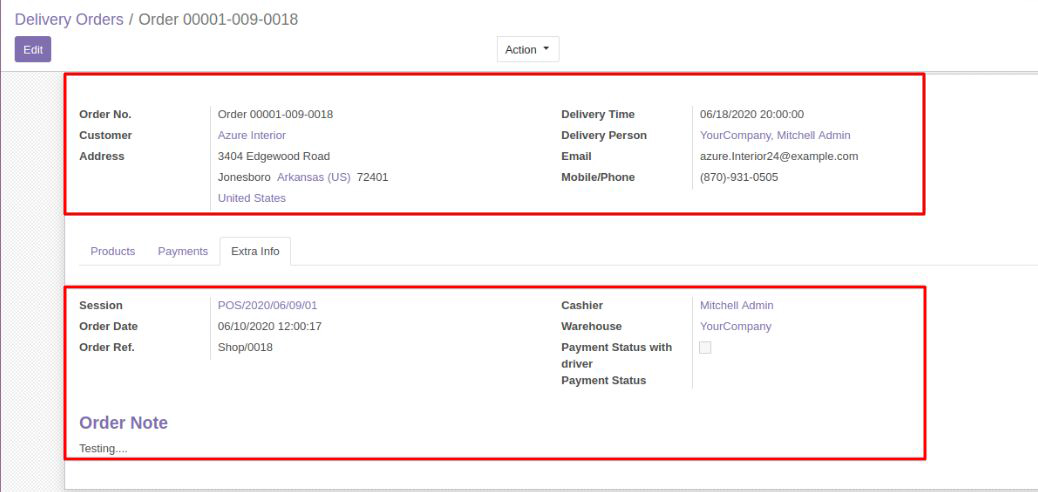 Delivery Orders / Order 00001-009-0018
Edit
Action
Order No. Order 00001-009-0018
Customer Azure Interior
Address 3404 Edgewood Road
Jonesboro Arkansas (US) 72401
United States
Delivery Time 06/18/2020 20:00:00
Delivery Person YourCompany, Mitchell Admin
Email azure.Interior24@example.com
Mobile/Phone (870)-931-0505
Products Payments Extra Info
Session POS/2020/06/09/01
Order Date 06/10/2020 12:00:17
Order Ref. Shop/0018
Cashier Mitchell Admin
Warehouse YourCompany
Payment Status with
driver
Payment Status
Order Note
Testing....